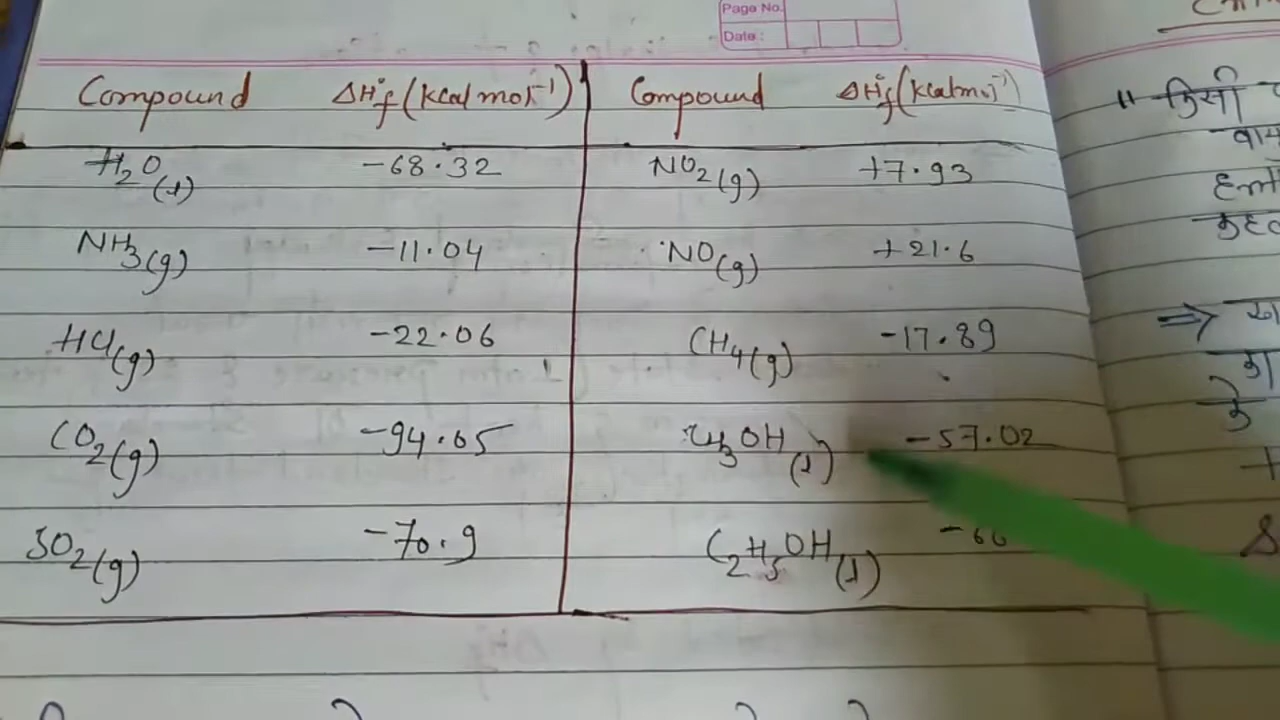 Page No.
Date :
Compound ΔH°f (Kcal mol⁻¹) Compound ΔH°f (Kcal mol⁻¹)
H₂O(l) -68.32 NO₂(g) +7.93
NH₃(g) -11.04 NO(g) +21.6
HCl(g) -22.06 CH₄(g) -17.89
CO₂(g) -94.05 CH₃OH(l) -57.02
SO₂(g) -70.9 C₂H₅OH(l)
" किसी
⇒
के
+